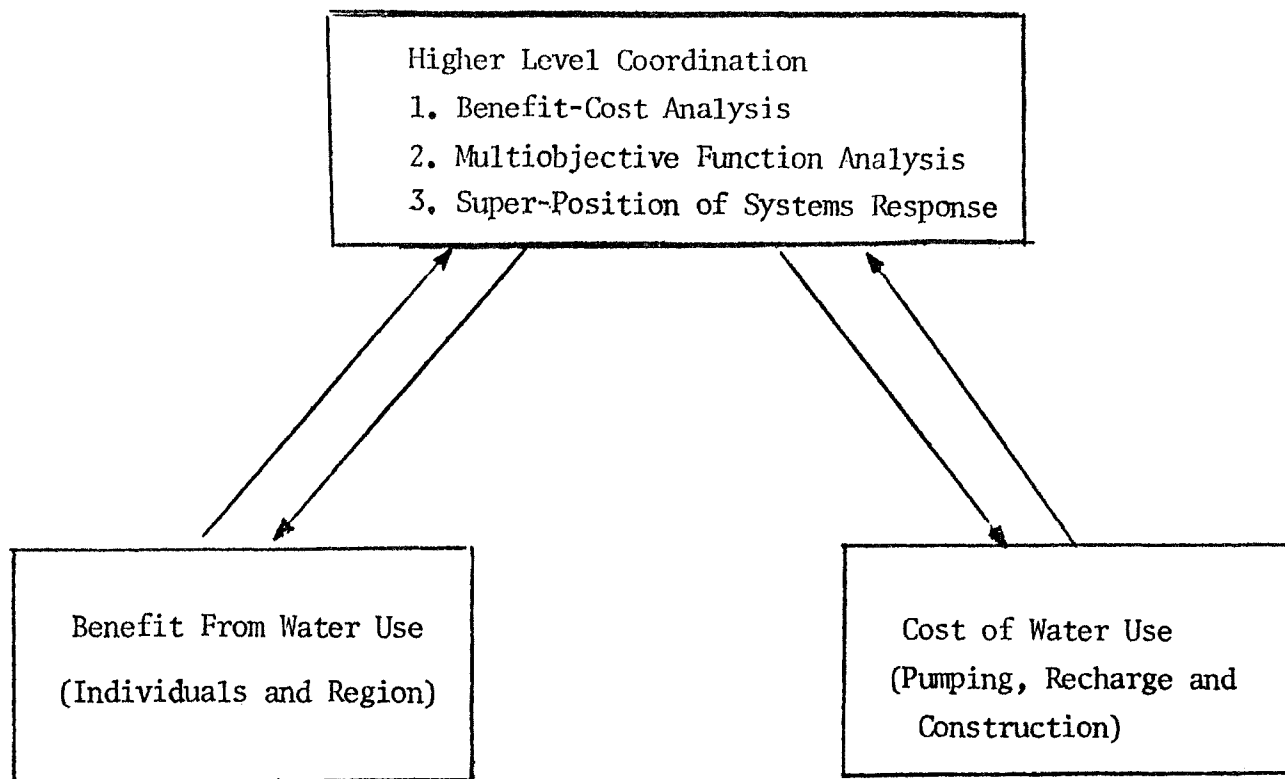 Higher Level Coordination
1. Benefit-Cost Analysis
2. Multiobjective Function Analysis
3. Super-Position of Systems Response
Benefit From Water Use
(Individuals and Region)
Cost of Water Use
(Pumping, Recharge and
Construction)